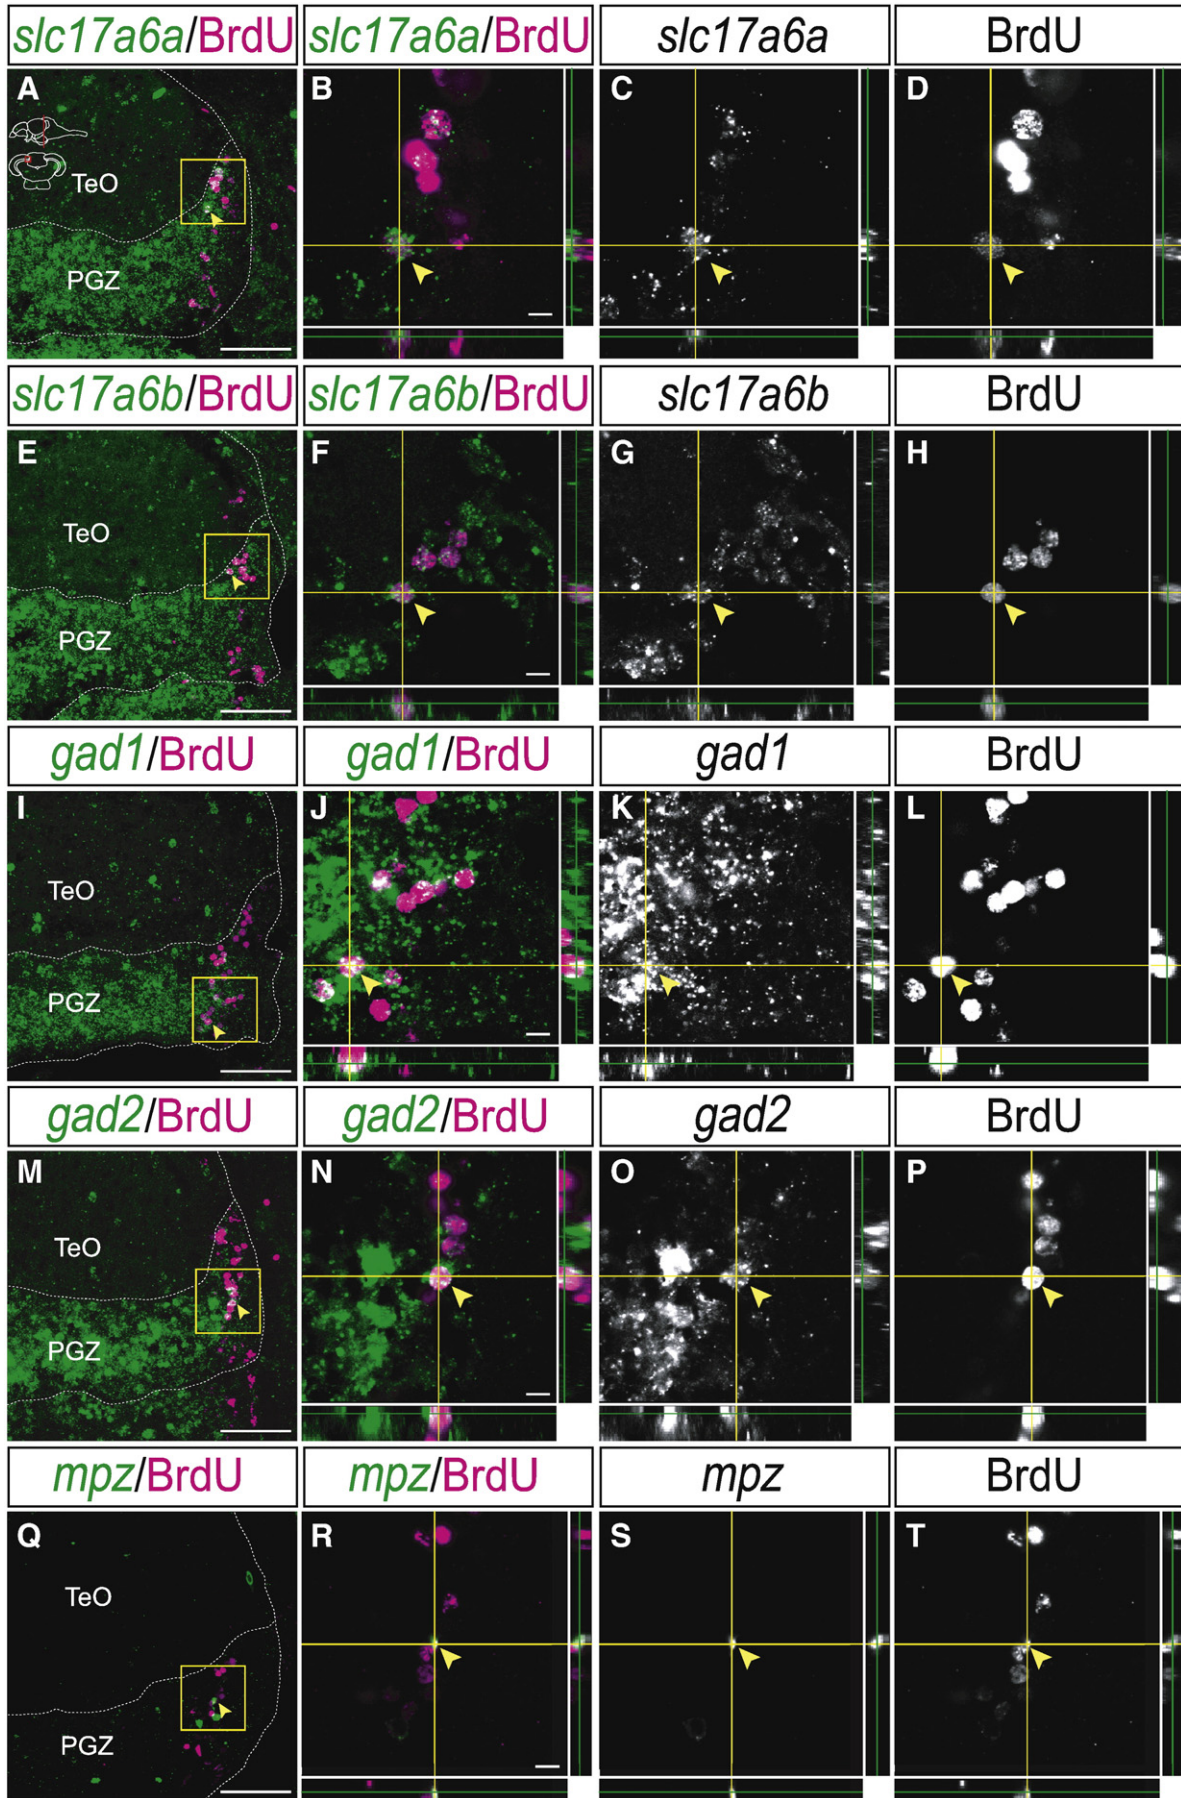 slc17a6a/BrdU slc17a6a/BrdU slc17a6a BrdU
A B C D
TeO
PGZ
slc17a6b/BrdU slc17a6b/BrdU slc17a6b BrdU
E F G H
TeO
PGZ
gad1/BrdU gad1/BrdU gad1 BrdU
I J K L
TeO
PGZ
gad2/BrdU gad2/BrdU gad2 BrdU
M N O P
TeO
PGZ
mpz/BrdU mpz/BrdU mpz BrdU
Q R S T
TeO
PGZ